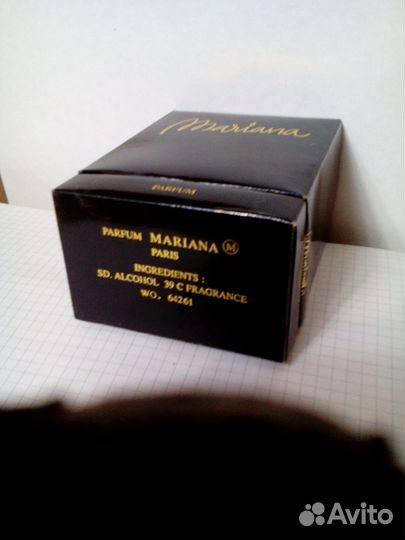 Mariana
PARFUM
PARFUM MARIANA Ⓜ
PARIS
INGREDIENTS :
SD. ALCOHOL 39 C FRAGRANCE
WO. 64261
Avito